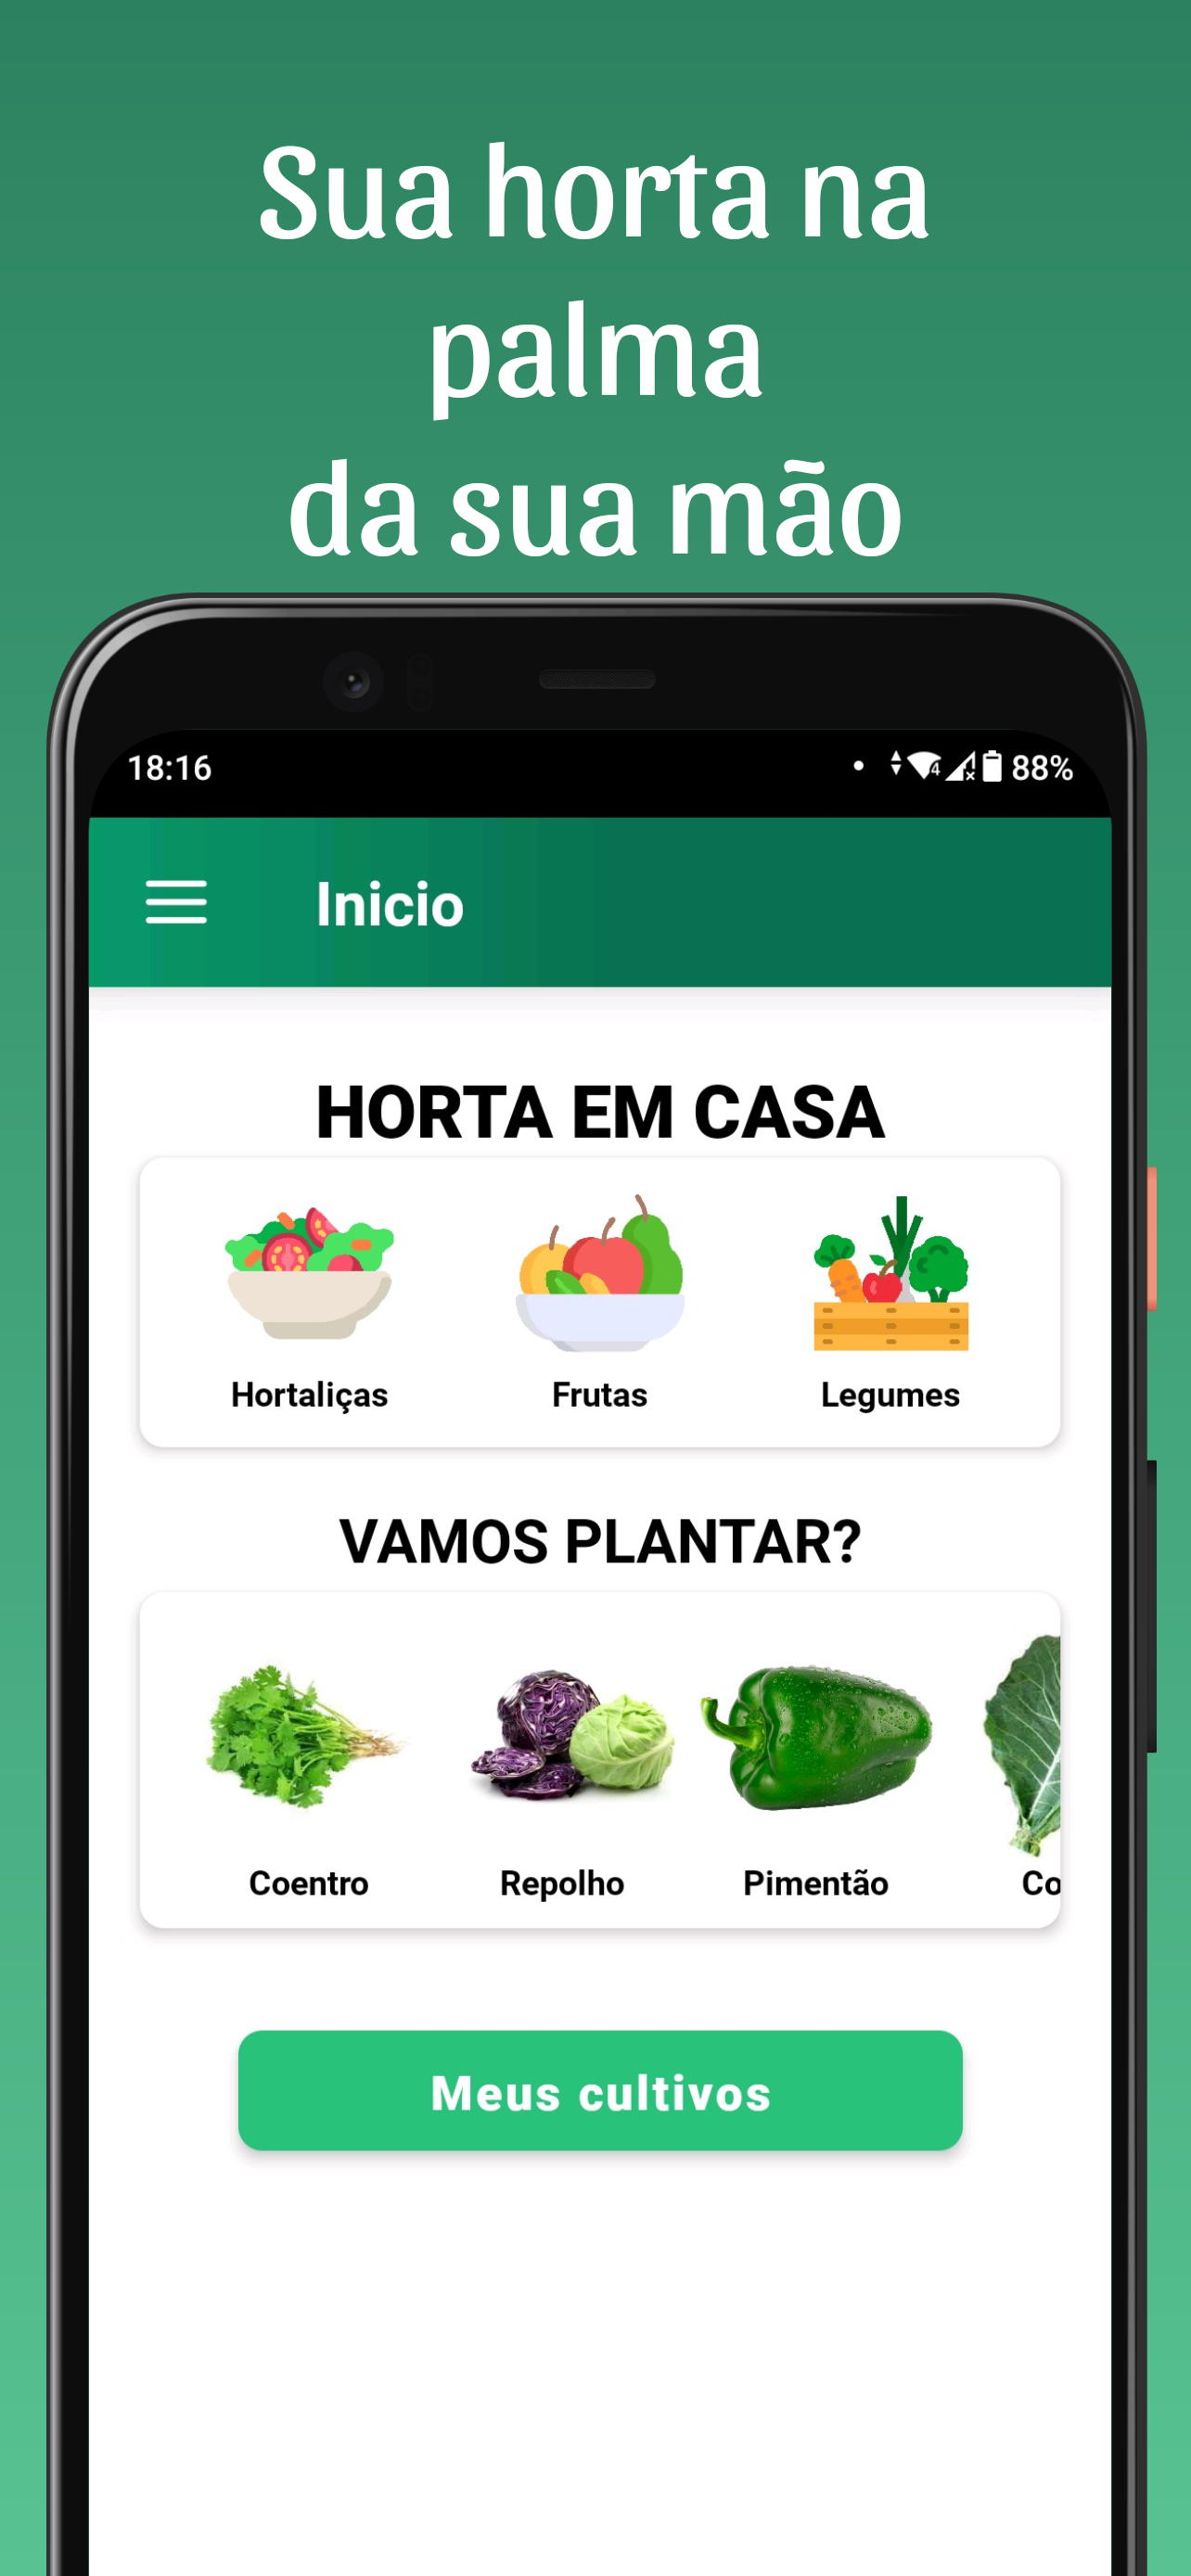 Sua horta na
palma
da sua mão
18:16
4
88%
Inicio
HORTA EM CASA
Hortaliças
Frutas
Legumes
VAMOS PLANTAR?
Coentro
Repolho
Pimentão
Co
Meus cultivos